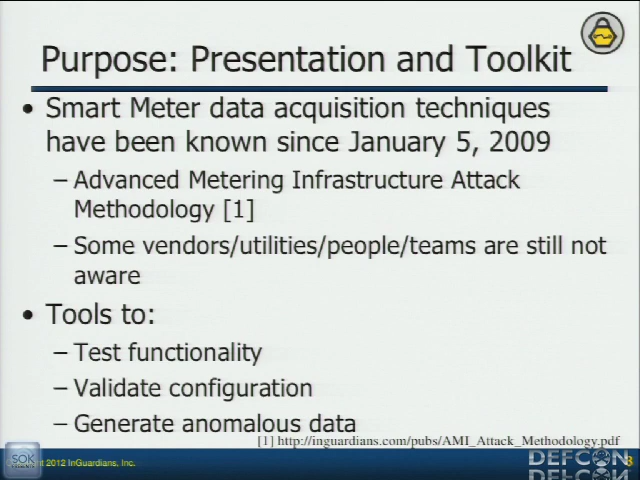 Purpose: Presentation and Toolkit
• Smart Meter data acquisition techniques
have been known since January 5, 2009
– Advanced Metering Infrastructure Attack
Methodology [1]
– Some vendors/utilities/people/teams are still not
aware
• Tools to:
– Test functionality
– Validate configuration
– Generate anomalous data
[1] http://inguardians.com/pubs/AMI_Attack_Methodology.pdf
SOK
2012 InGuardians, Inc.
DEFCON
3